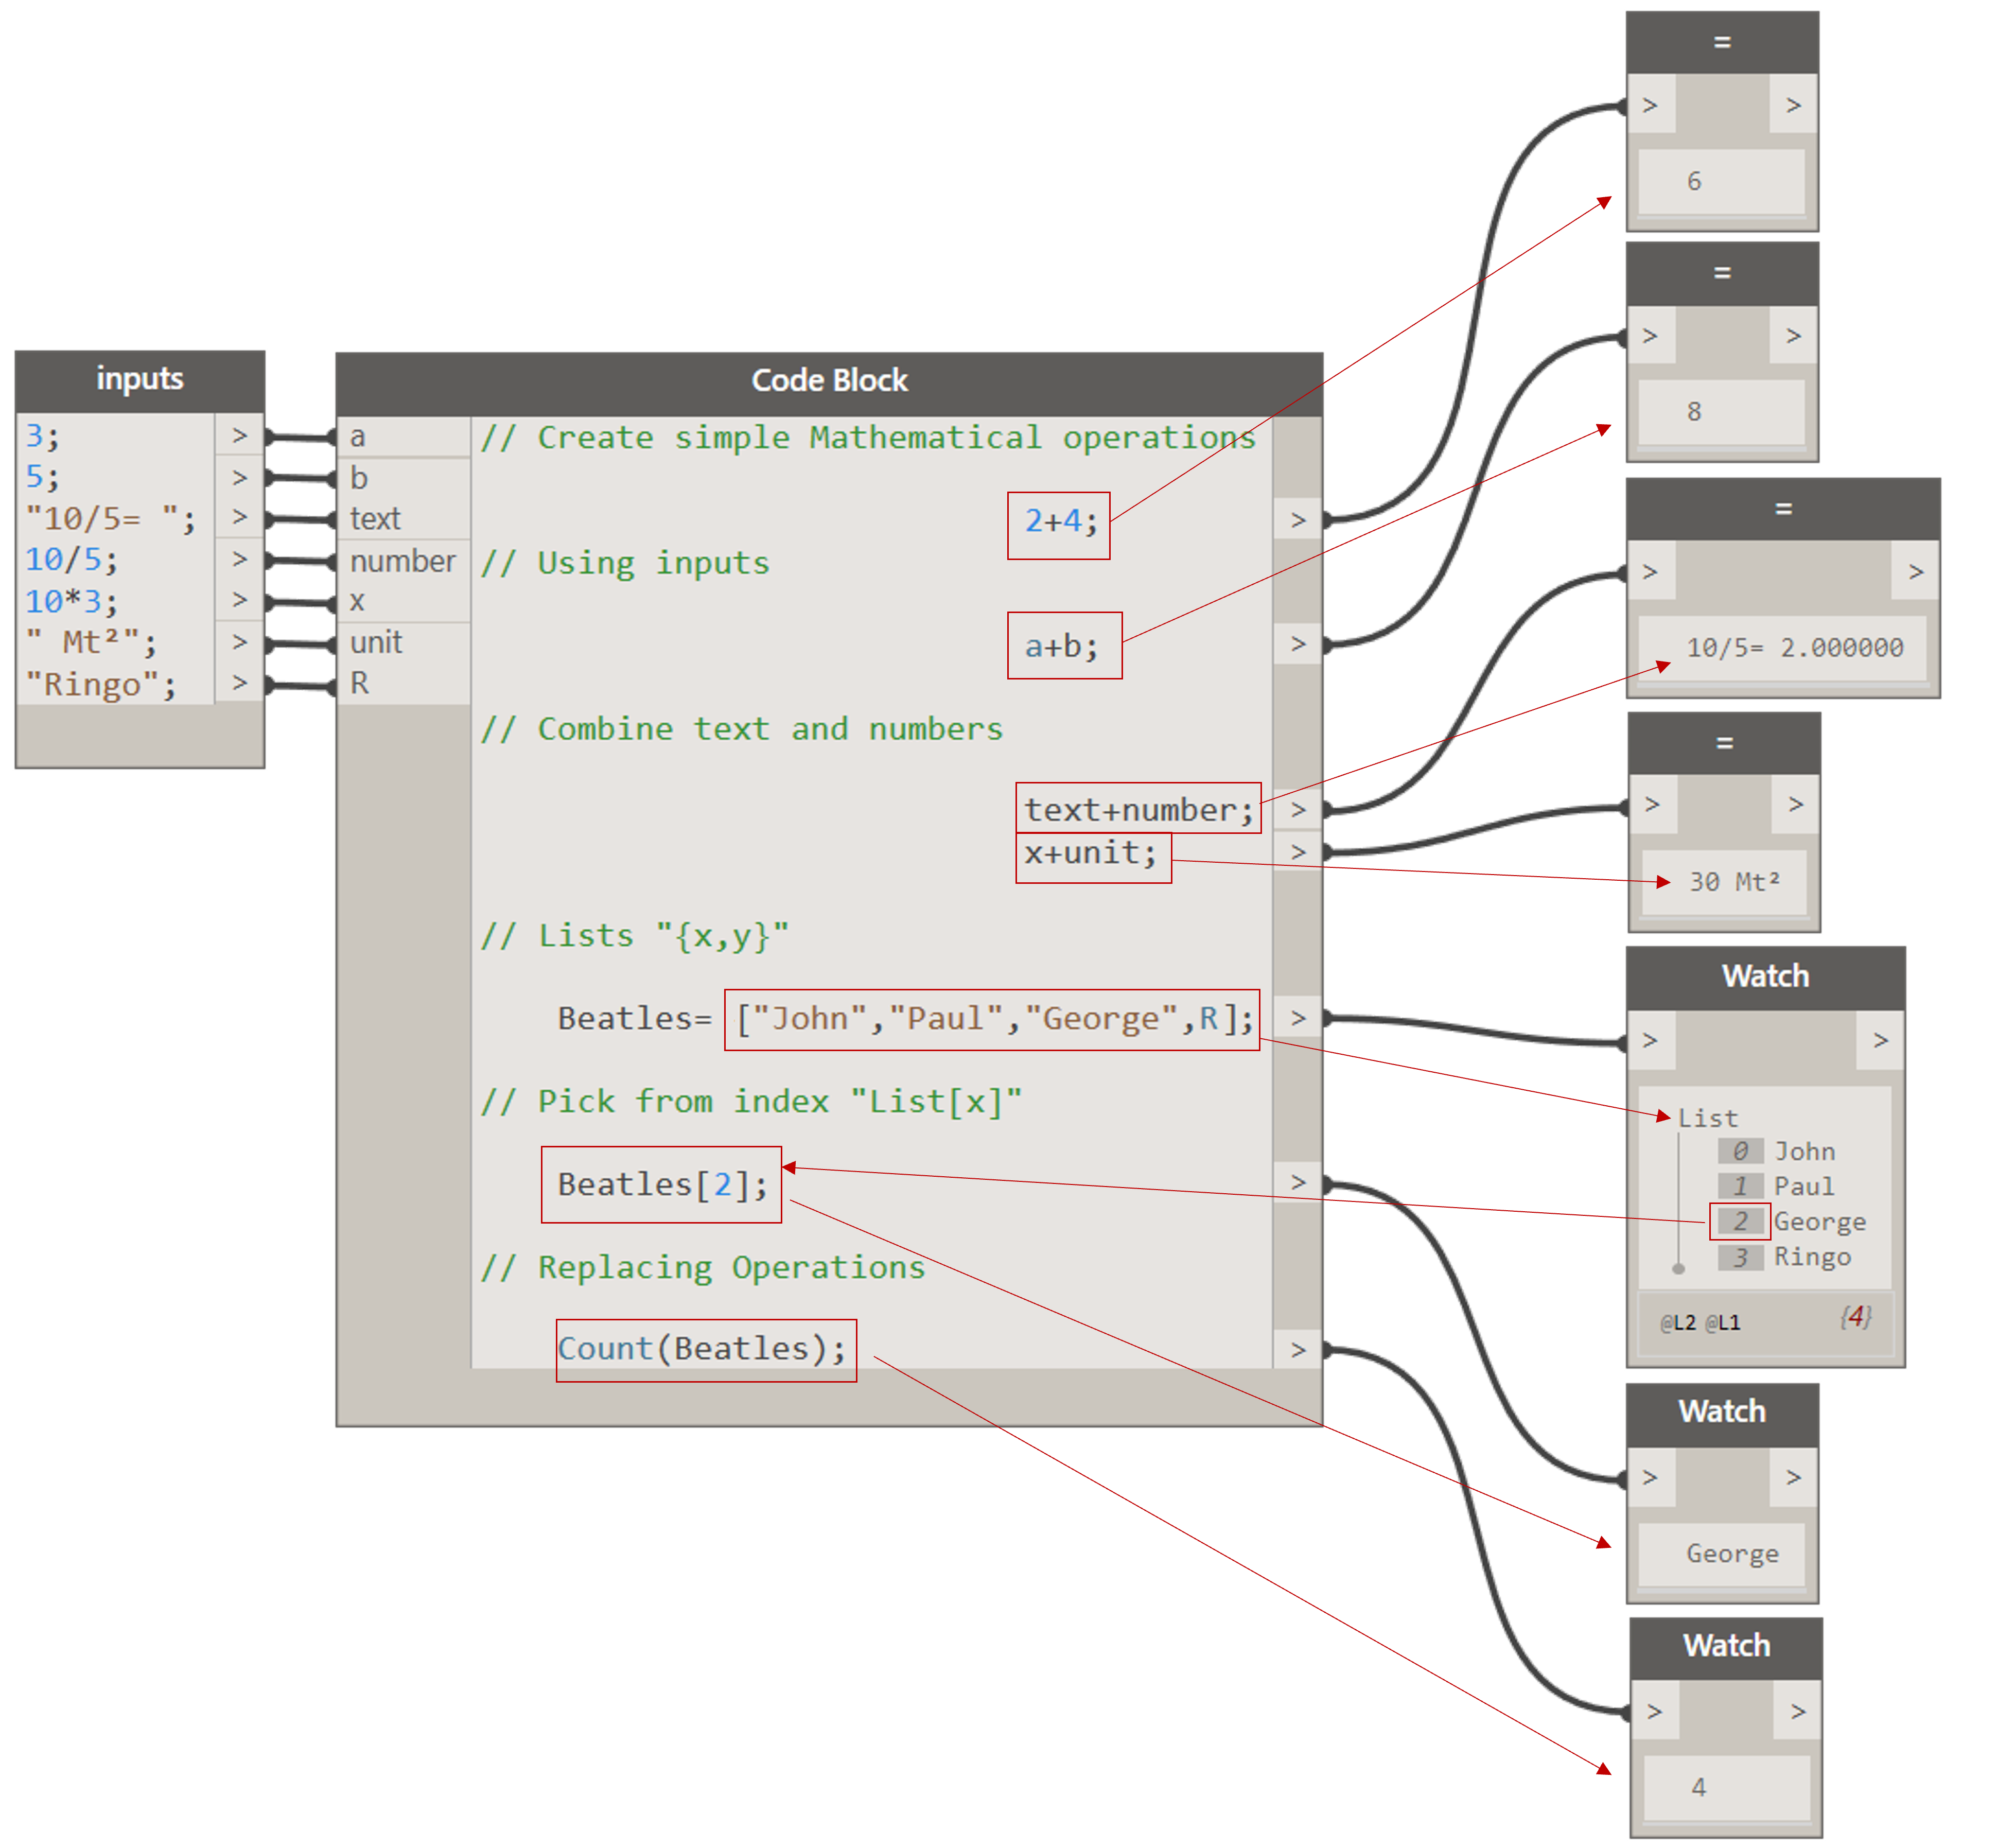 inputs
3; >
5; >
"10/5= "; >
10/5; >
10*3; >
" Mt²"; >
"Ringo"; >
Code Block
a
b
text
number
x
unit
R
// Create simple Mathematical operations
2+4; >
// Using inputs
a+b; >
// Combine text and numbers
text+number; >
x+unit; >
// Lists "{x,y}"
Beatles= ["John","Paul","George",R]; >
// Pick from index "List[x]"
Beatles[2]; >
// Replacing Operations
Count(Beatles); >
=
> >
6
=
> >
8
=
> >
10/5= 2.000000
=
> >
30 Mt²
Watch
> >
List
0 John
1 Paul
2 George
3 Ringo
@L2 @L1 {4}
Watch
> >
George
Watch
> >
4